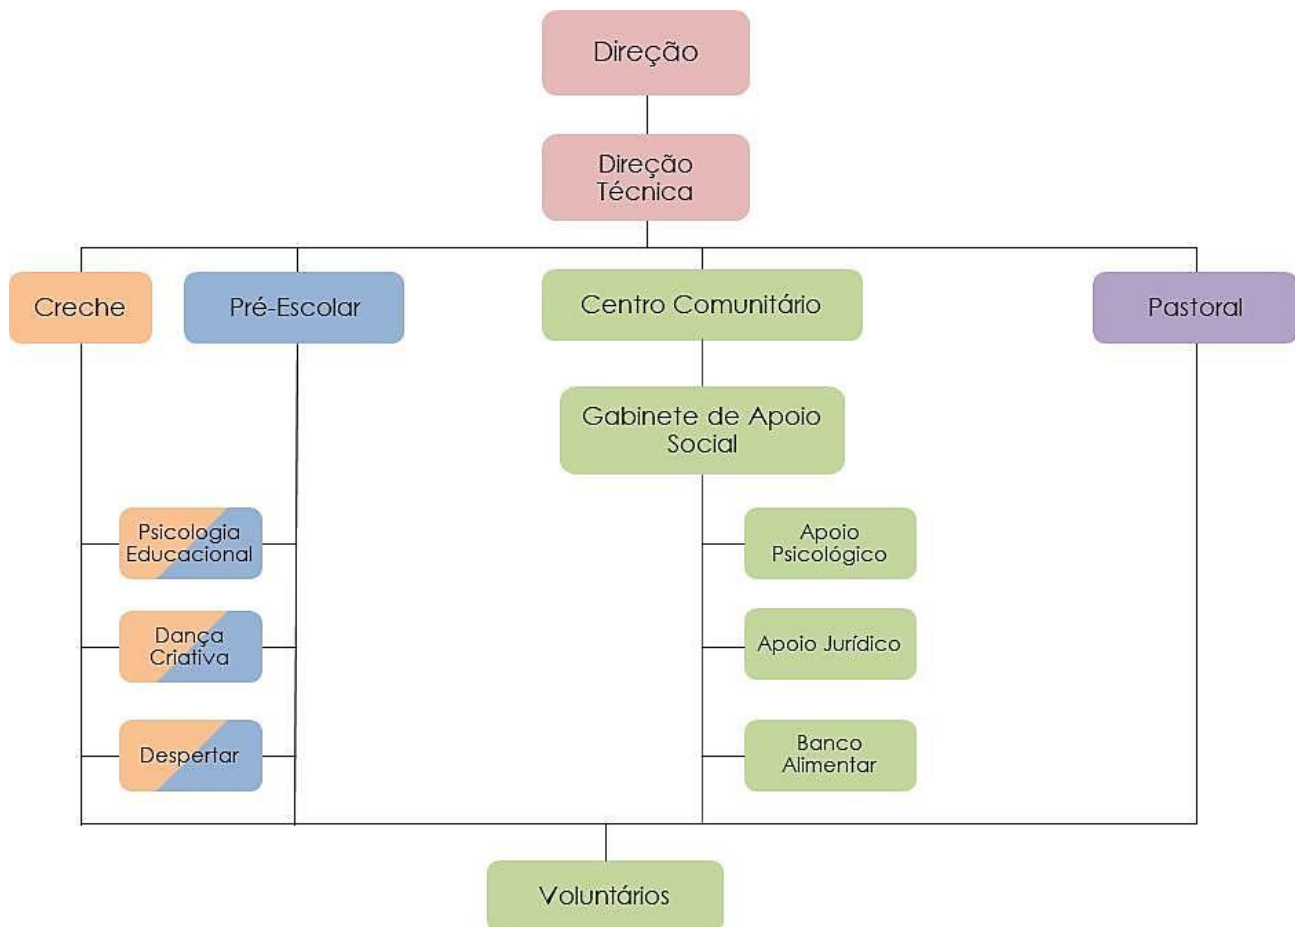 Direção
Direção
Técnica
Creche
Pré-Escolar
Centro Comunitário
Pastoral
Gabinete de Apoio
Social
Psicologia
Educacional
Apoio
Psicológico
Dança
Criativa
Apoio Jurídico
Despertar
Banco
Alimentar
Voluntários